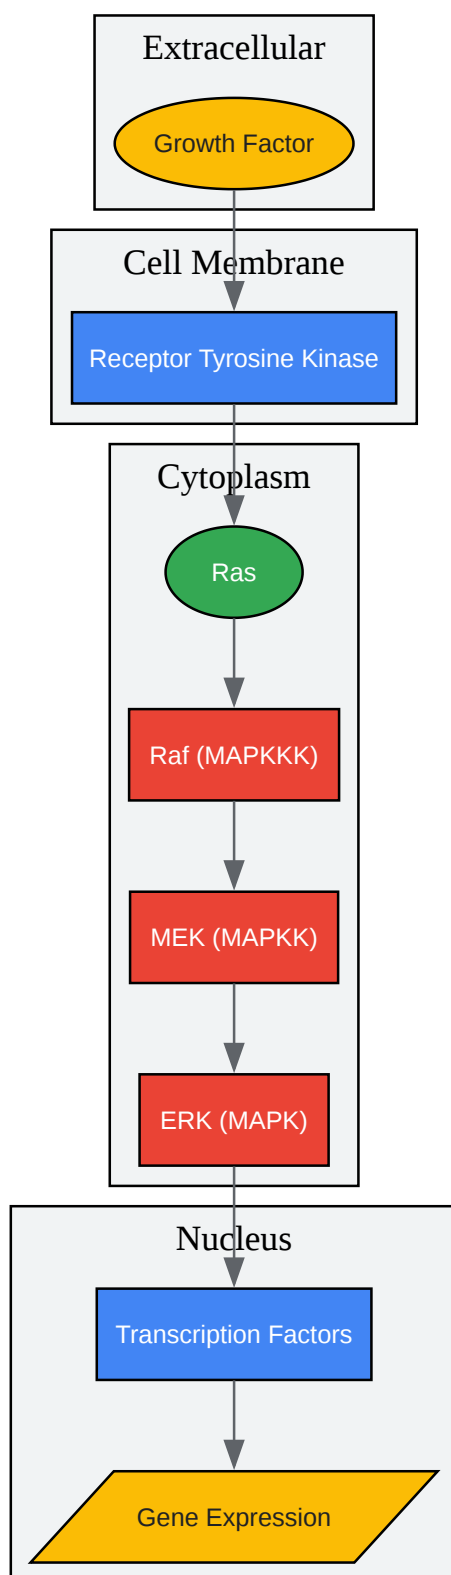 Extracellular
Growth Factor
Cell Membrane
Receptor Tyrosine Kinase
Cytoplasm
Ras
Raf (MAPKKK)
MEK (MAPKK)
ERK (MAPK)
Nucleus
Transcription Factors
Gene Expression